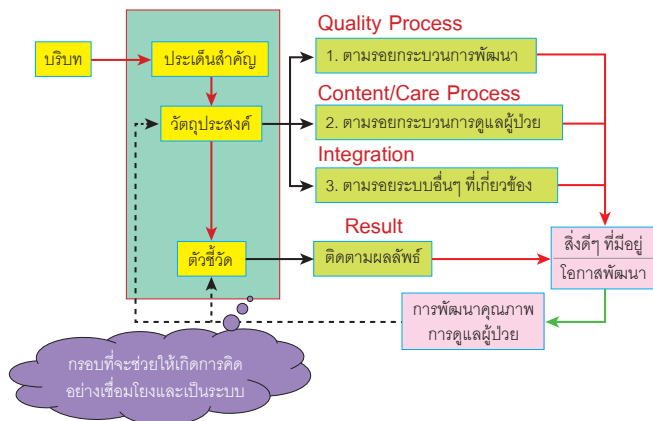 Quality Process
บริบท
ประเด็นสำคัญ
1. ตามรอยกระบวนการพัฒนา
Content/Care Process
วัตถุประสงค์
2. ตามรอยกระบวนการดูแลผู้ป่วย
Integration
3. ตามรอยระบบอื่นๆ ที่เกี่ยวข้อง
Result
ตัวชี้วัด
ติดตามผลลัพธ์
สิ่งดีๆ ที่มีอยู่
โอกาสพัฒนา
การพัฒนาคุณภาพ
การดูแลผู้ป่วย
กรอบที่จะช่วยให้เกิดการคิด
อย่างเชื่อมโยงและเป็นระบบ